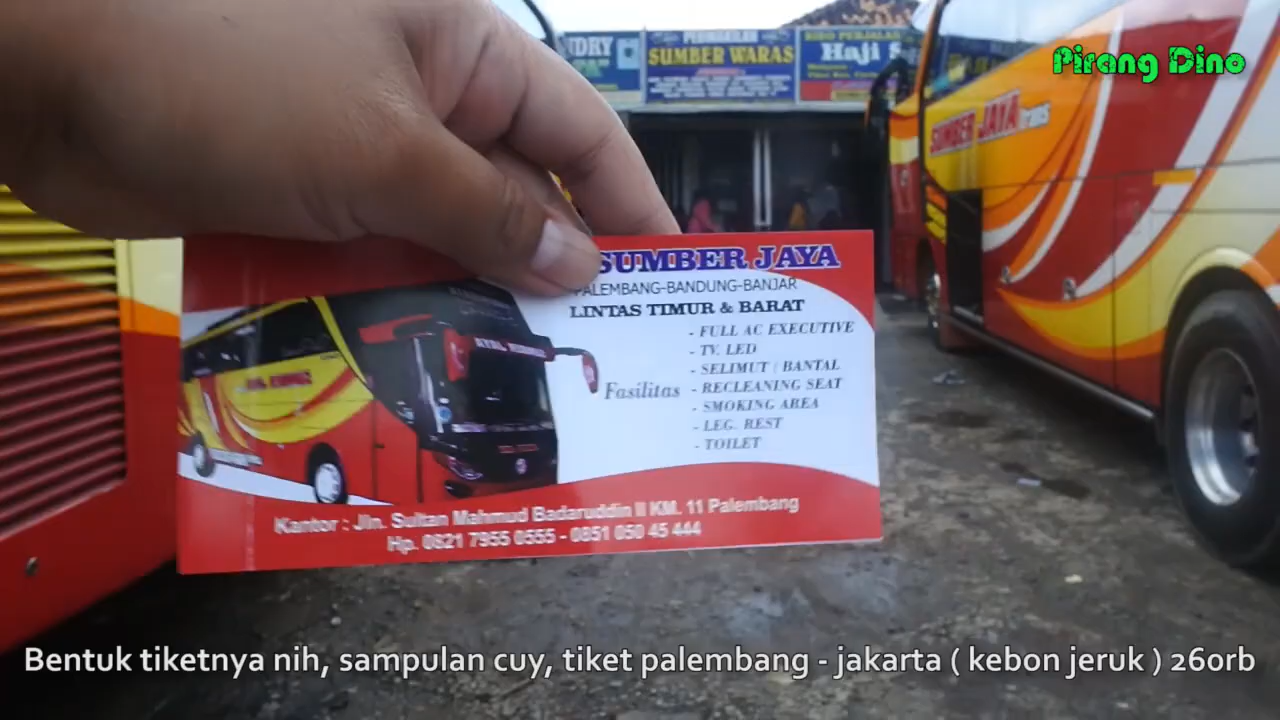 Pirang Dino
SUMBER WARAS
Haji S
SUMBER JAYA trans
SUMBER JAYA
PALEMBANG-BANDUNG-BANJAR
LINTAS TIMUR & BARAT
Fasilitas
- FULL AC EXECUTIVE
- TV. LED
- SELIMUT / BANTAL
- RECLEANING SEAT
- SMOKING AREA
- LEG. REST
- TOILET
Kantor : Jln. Sultan Mahmud Badaruddin II KM. 11 Palembang
Hp. 0821 7955 0555 - 0851 050 45 444
Bentuk tiketnya nih, sampulan cuy, tiket palembang - jakarta ( kebon jeruk ) 260rb